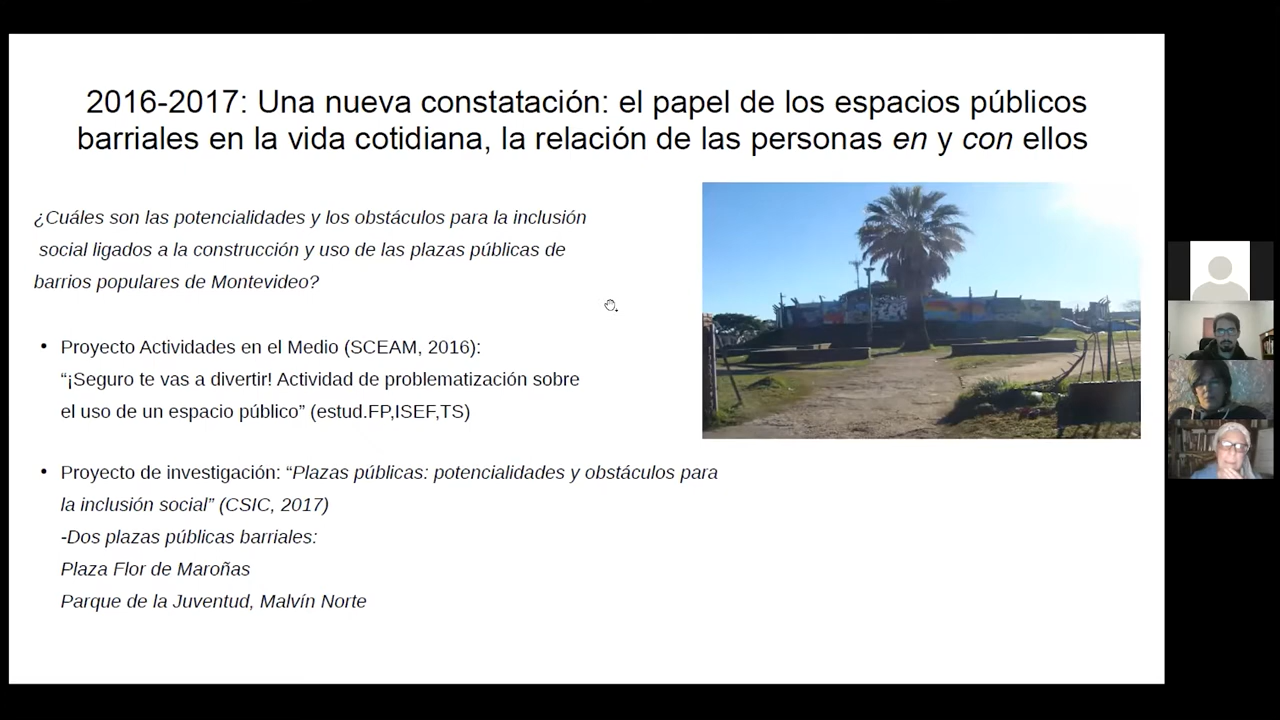 2016-2017: Una nueva constatación: el papel de los espacios públicos
barriales en la vida cotidiana, la relación de las personas en y con ellos
¿Cuáles son las potencialidades y los obstáculos para la inclusión
social ligados a la construcción y uso de las plazas públicas de
barrios populares de Montevideo?
• Proyecto Actividades en el Medio (SCEAM, 2016):
“¡Seguro te vas a divertir! Actividad de problematización sobre
el uso de un espacio público” (estud.FP,ISEF,TS)
• Proyecto de investigación: “Plazas públicas: potencialidades y obstáculos para
la inclusión social” (CSIC, 2017)
-Dos plazas públicas barriales:
Plaza Flor de Maroñas
Parque de la Juventud, Malvín Norte